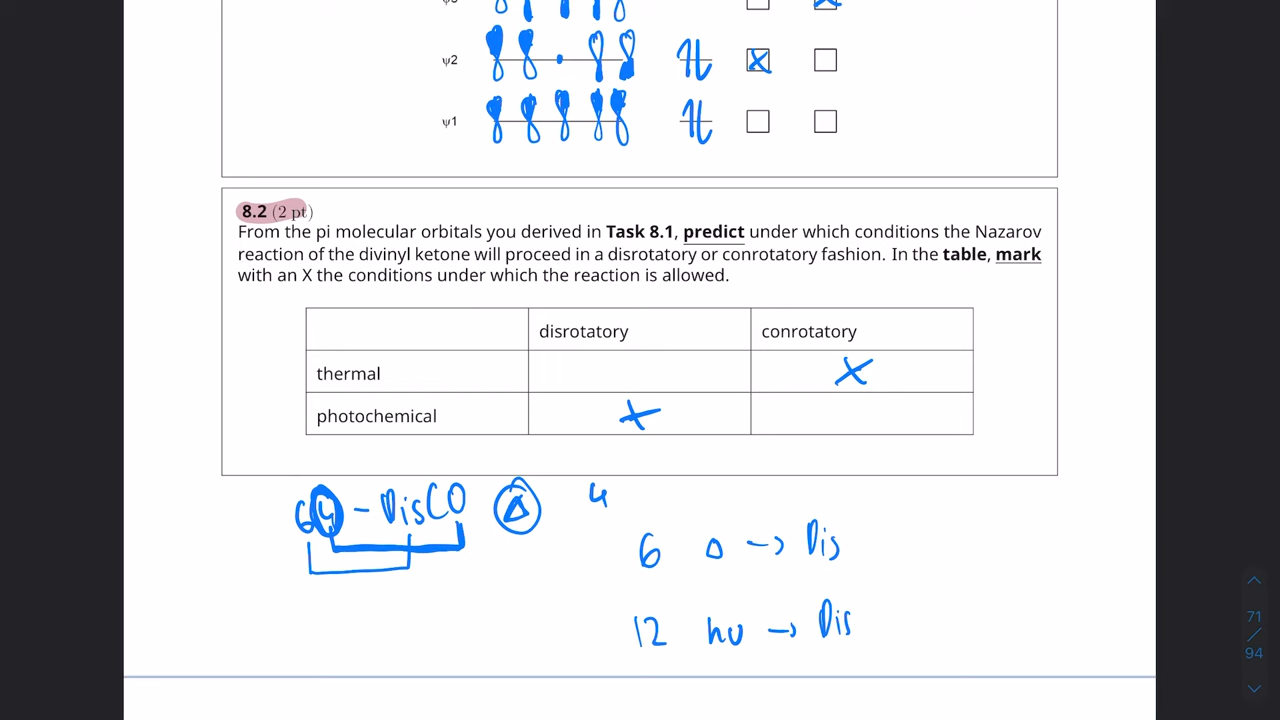 ψ2
ψ1
8.2 (2 pt)
From the pi molecular orbitals you derived in Task 8.1, predict under which conditions the Nazarov
reaction of the divinyl ketone will proceed in a disrotatory or conrotatory fashion. In the table, mark
with an X the conditions under which the reaction is allowed.
disrotatory conrotatory
thermal X
photochemical X
64 - DisCO Δ 4
6 Δ → Dis
12 hυ → Dis
71
/
94